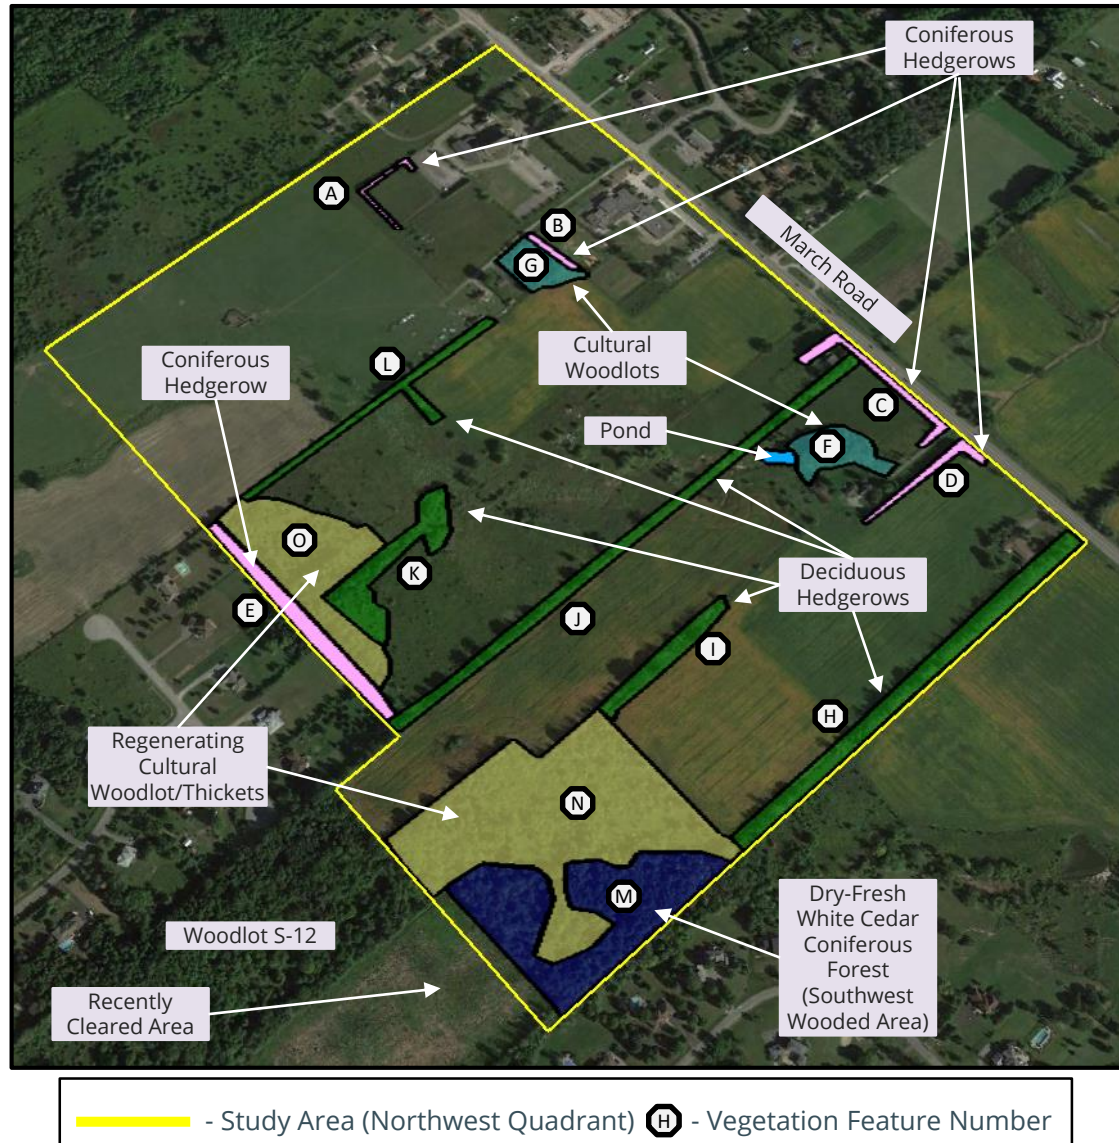 Coniferous
Hedgerows
A
B
G
March Road
Coniferous
Hedgerow
L
Cultural
Woodlots
C
Pond
F
D
O
K
E
Deciduous
Hedgerows
J
I
H
Regenerating
Cultural
Woodlot/Thickets
N
M
Dry-Fresh
White Cedar
Coniferous
Forest
(Southwest
Wooded Area)
Woodlot S-12
Recently
Cleared Area
- Study Area (Northwest Quadrant) H - Vegetation Feature Number